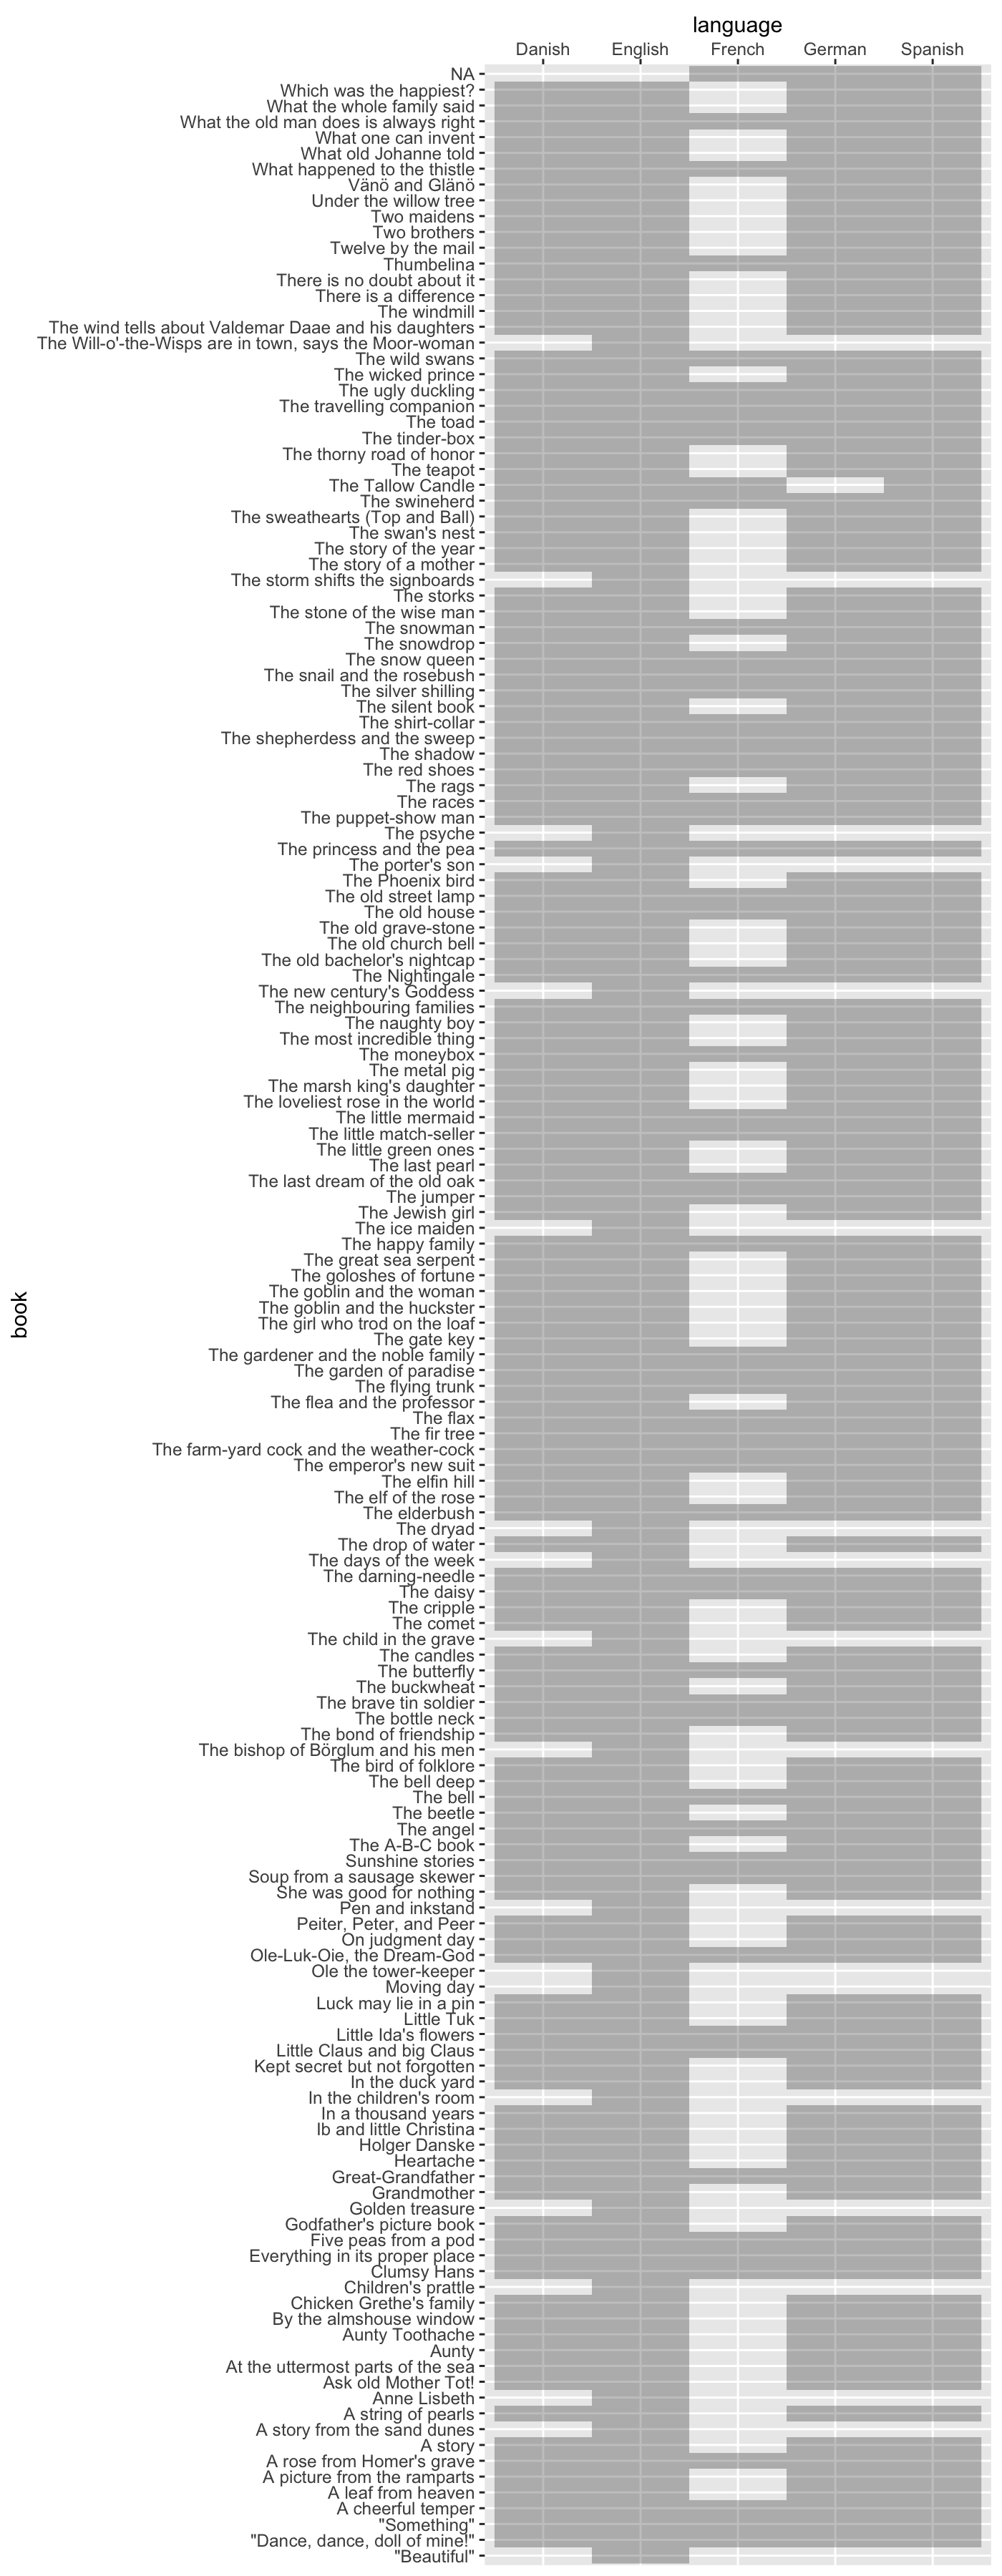 language
Danish English French German Spanish
NA
Which was the happiest?
What the whole family said
What the old man does is always right
What one can invent
What old Johanne told
What happened to the thistle
Vänö and Glänö
Under the willow tree
Two maidens
Two brothers
Twelve by the mail
Thumbelina
There is no doubt about it
There is a difference
The windmill
The wind tells about Valdemar Daae and his daughters
The Will-o'-the-Wisps are in town, says the Moor-woman
The wild swans
The wicked prince
The ugly duckling
The travelling companion
The toad
The tinder-box
The thorny road of honor
The teapot
The Tallow Candle
The swineherd
The sweathearts (Top and Ball)
The swan's nest
The story of the year
The story of a mother
The storm shifts the signboards
The storks
The stone of the wise man
The snowman
The snowdrop
The snow queen
The snail and the rosebush
The silver shilling
The silent book
The shirt-collar
The shepherdess and the sweep
The shadow
The red shoes
The rags
The races
The puppet-show man
The psyche
The princess and the pea
The porter's son
The Phoenix bird
The old street lamp
The old house
The old grave-stone
The old church bell
The old bachelor's nightcap
The Nightingale
The new century's Goddess
The neighbouring families
The naughty boy
The most incredible thing
The moneybox
The metal pig
The marsh king's daughter
The loveliest rose in the world
The little mermaid
The little match-seller
The little green ones
The last pearl
The last dream of the old oak
The jumper
The Jewish girl
The ice maiden
The happy family
The great sea serpent
The goloshes of fortune
The goblin and the woman
The goblin and the huckster
The girl who trod on the loaf
The gate key
The gardener and the noble family
The garden of paradise
The flying trunk
The flea and the professor
The flax
The fir tree
The farm-yard cock and the weather-cock
The emperor's new suit
The elfin hill
The elf of the rose
The elderbush
The dryad
The drop of water
The days of the week
The darning-needle
The daisy
The cripple
The comet
The child in the grave
The candles
The butterfly
The buckwheat
The brave tin soldier
The bottle neck
The bond of friendship
The bishop of Börglum and his men
The bird of folklore
The bell deep
The bell
The beetle
The angel
The A-B-C book
Sunshine stories
Soup from a sausage skewer
She was good for nothing
Pen and inkstand
Peiter, Peter, and Peer
On judgment day
Ole-Luk-Oie, the Dream-God
Ole the tower-keeper
Moving day
Luck may lie in a pin
Little Tuk
Little Ida's flowers
Little Claus and big Claus
Kept secret but not forgotten
In the duck yard
In the children's room
In a thousand years
Ib and little Christina
Holger Danske
Heartache
Great-Grandfather
Grandmother
Golden treasure
Godfather's picture book
Five peas from a pod
Everything in its proper place
Clumsy Hans
Children's prattle
Chicken Grethe's family
By the almshouse window
Aunty Toothache
Aunty
At the uttermost parts of the sea
Ask old Mother Tot!
Anne Lisbeth
A string of pearls
A story from the sand dunes
A story
A rose from Homer's grave
A picture from the ramparts
A leaf from heaven
A cheerful temper
"Something"
"Dance, dance, doll of mine!"
"Beautiful"
book